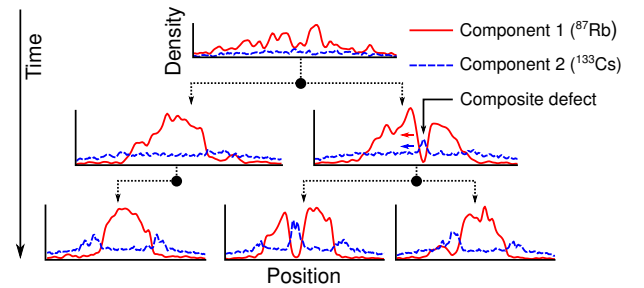 Time
Density
Component 1 (⁸⁷Rb)
Component 2 (¹³³Cs)
Composite defect
Position